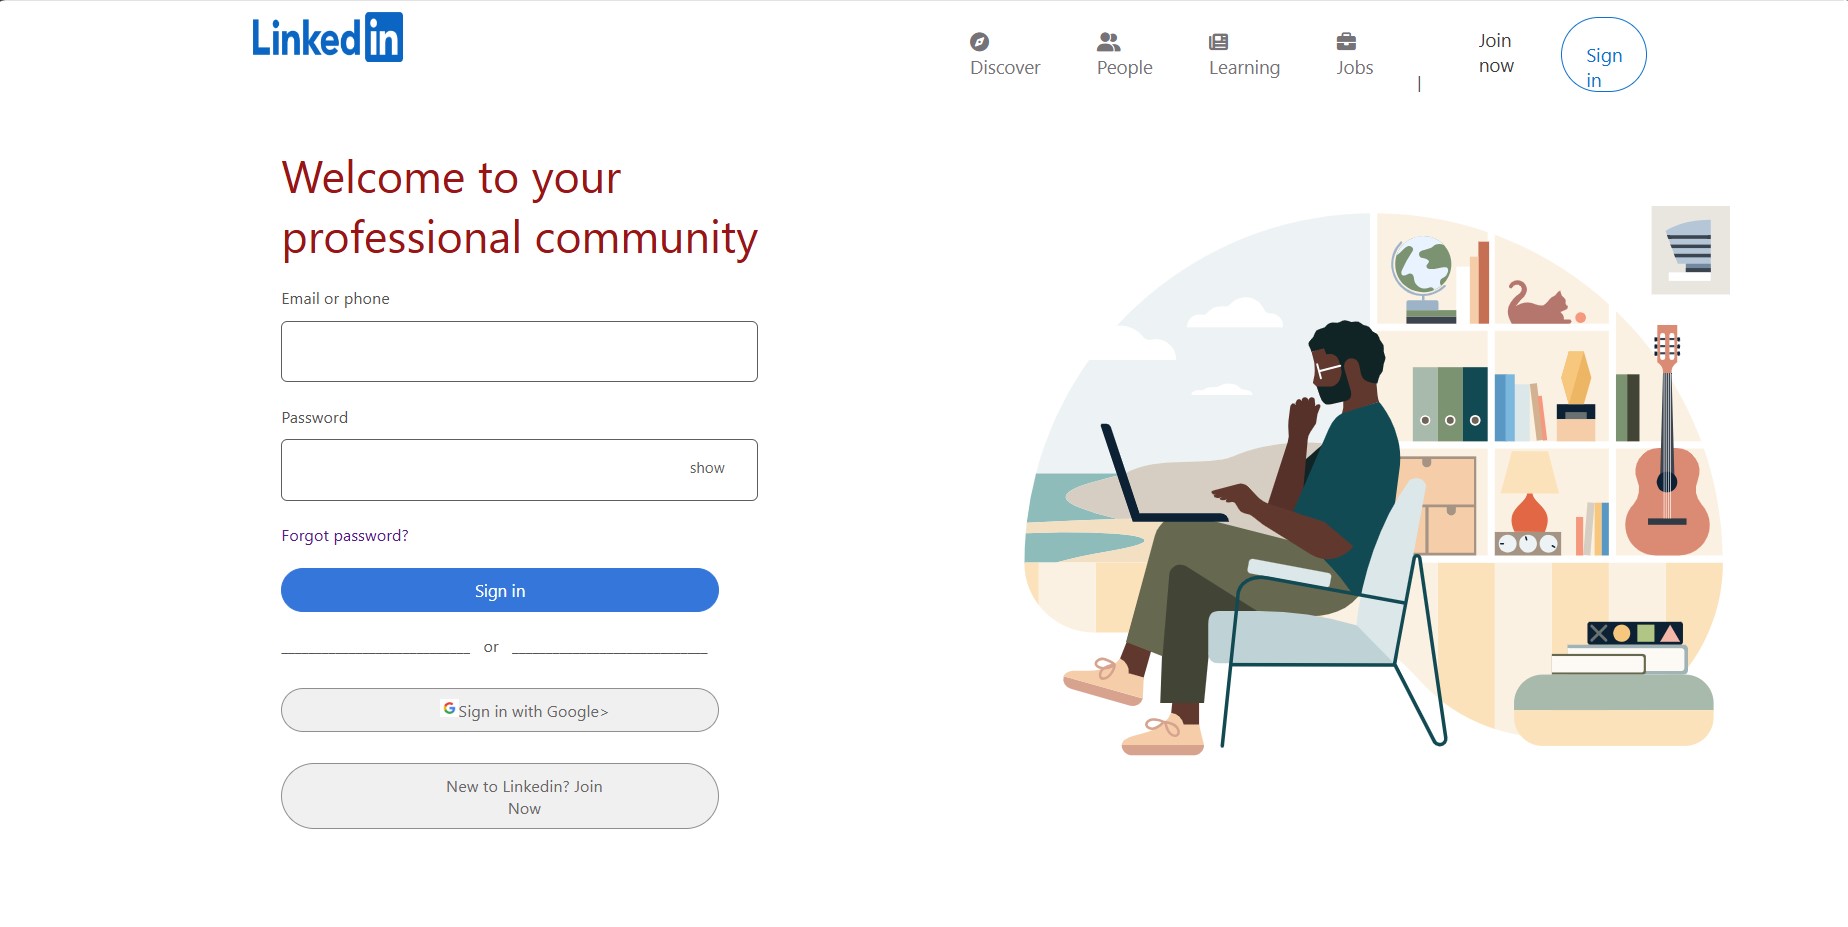 Linkedin
Discover
People
Learning
Jobs
|
Join
now
Sign
in
Welcome to your
professional community
Email or phone
Password
show
Forgot password?
Sign in
or
Sign in with Google>
New to Linkedin? Join
Now